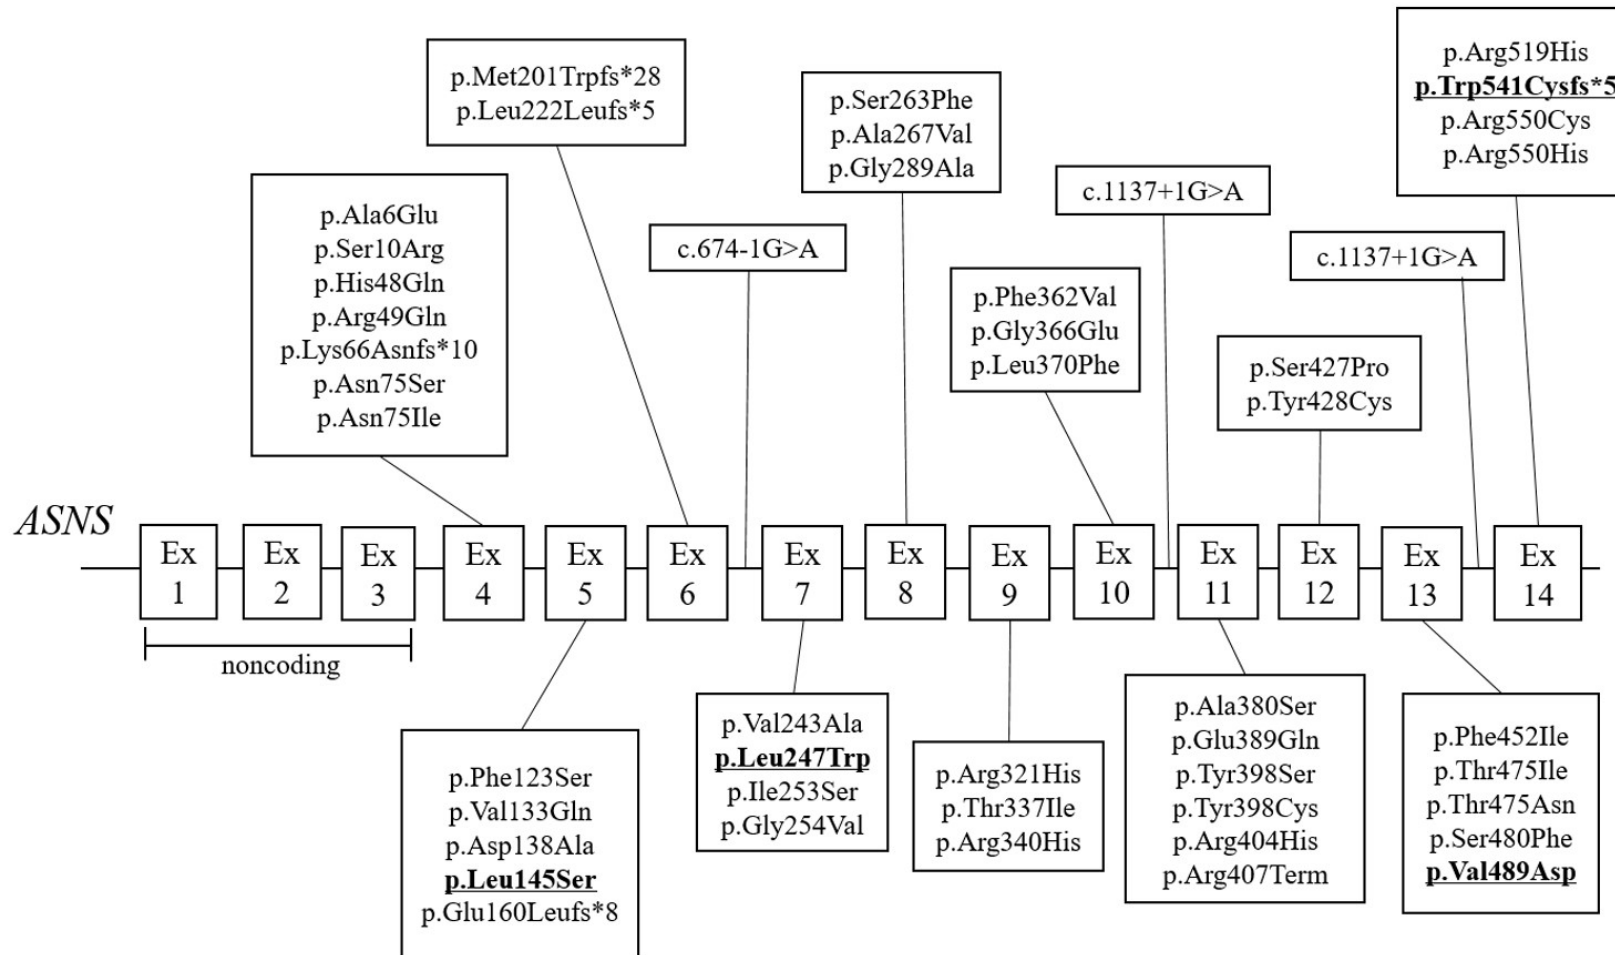 p.Met201Trpfs*28
p.Leu222Leufs*5
p.Ser263Phe
p.Ala267Val
p.Gly289Ala
p.Arg519His
p.Trp541Cysfs*5
p.Arg550Cys
p.Arg550His
p.Ala6Glu
p.Ser10Arg
p.His48Gln
p.Arg49Gln
p.Lys66Asnfs*10
p.Asn75Ser
p.Asn75Ile
c.674-1G>A
c.1137+1G>A
c.1137+1G>A
p.Phe362Val
p.Gly366Glu
p.Leu370Phe
p.Ser427Pro
p.Tyr428Cys
ASNS
Ex 1
Ex 2
Ex 3
Ex 4
Ex 5
Ex 6
Ex 7
Ex 8
Ex 9
Ex 10
Ex 11
Ex 12
Ex 13
Ex 14
noncoding
p.Phe123Ser
p.Val133Gln
p.Asp138Ala
p.Leu145Ser
p.Glu160Leufs*8
p.Val243Ala
p.Leu247Trp
p.Ile253Ser
p.Gly254Val
p.Arg321His
p.Thr337Ile
p.Arg340His
p.Ala380Ser
p.Glu389Gln
p.Tyr398Ser
p.Tyr398Cys
p.Arg404His
p.Arg407Term
p.Phe452Ile
p.Thr475Ile
p.Thr475Asn
p.Ser480Phe
p.Val489Asp